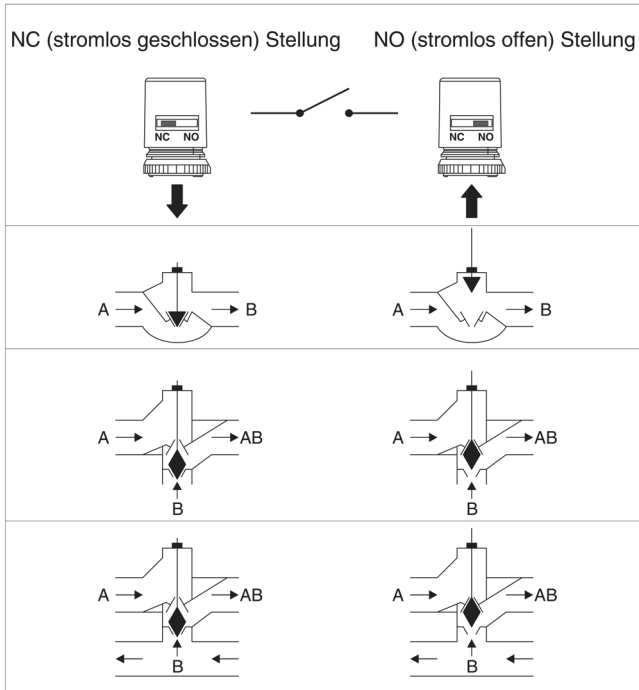 NC (stromlos geschlossen) Stellung NO (stromlos offen) Stellung
NC NO NC NO
A B A B
A AB A AB
B B
A AB A AB
B B